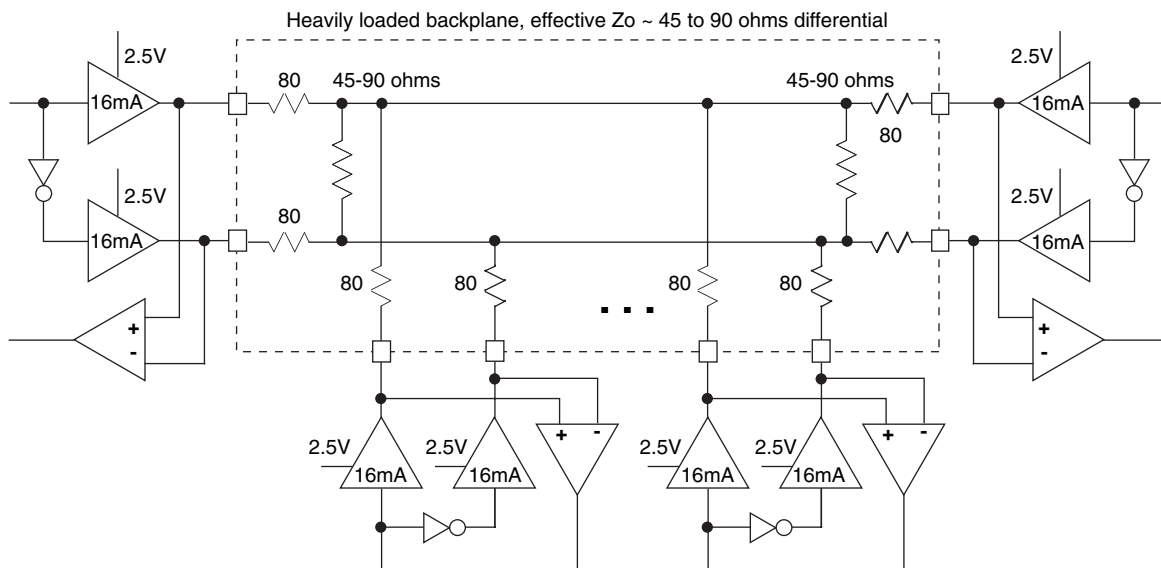 Heavily loaded backplane, effective Zo ~ 45 to 90 ohms differential
2.5V
2.5V
80
45-90 ohms
45-90 ohms
16mA
16mA
80
2.5V
2.5V
80
16mA
16mA
80
80
80
80
+
-
+
-
. . .
+
-
+
-
2.5V
2.5V
2.5V
2.5V
16mA
16mA
16mA
16mA